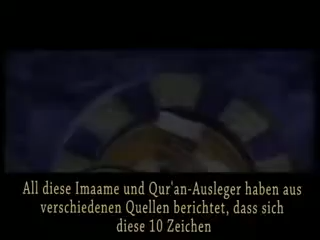 All diese Imaame und Qur'an-Ausleger haben aus
verschiedenen Quellen berichtet, dass sich
diese 10 Zeichen